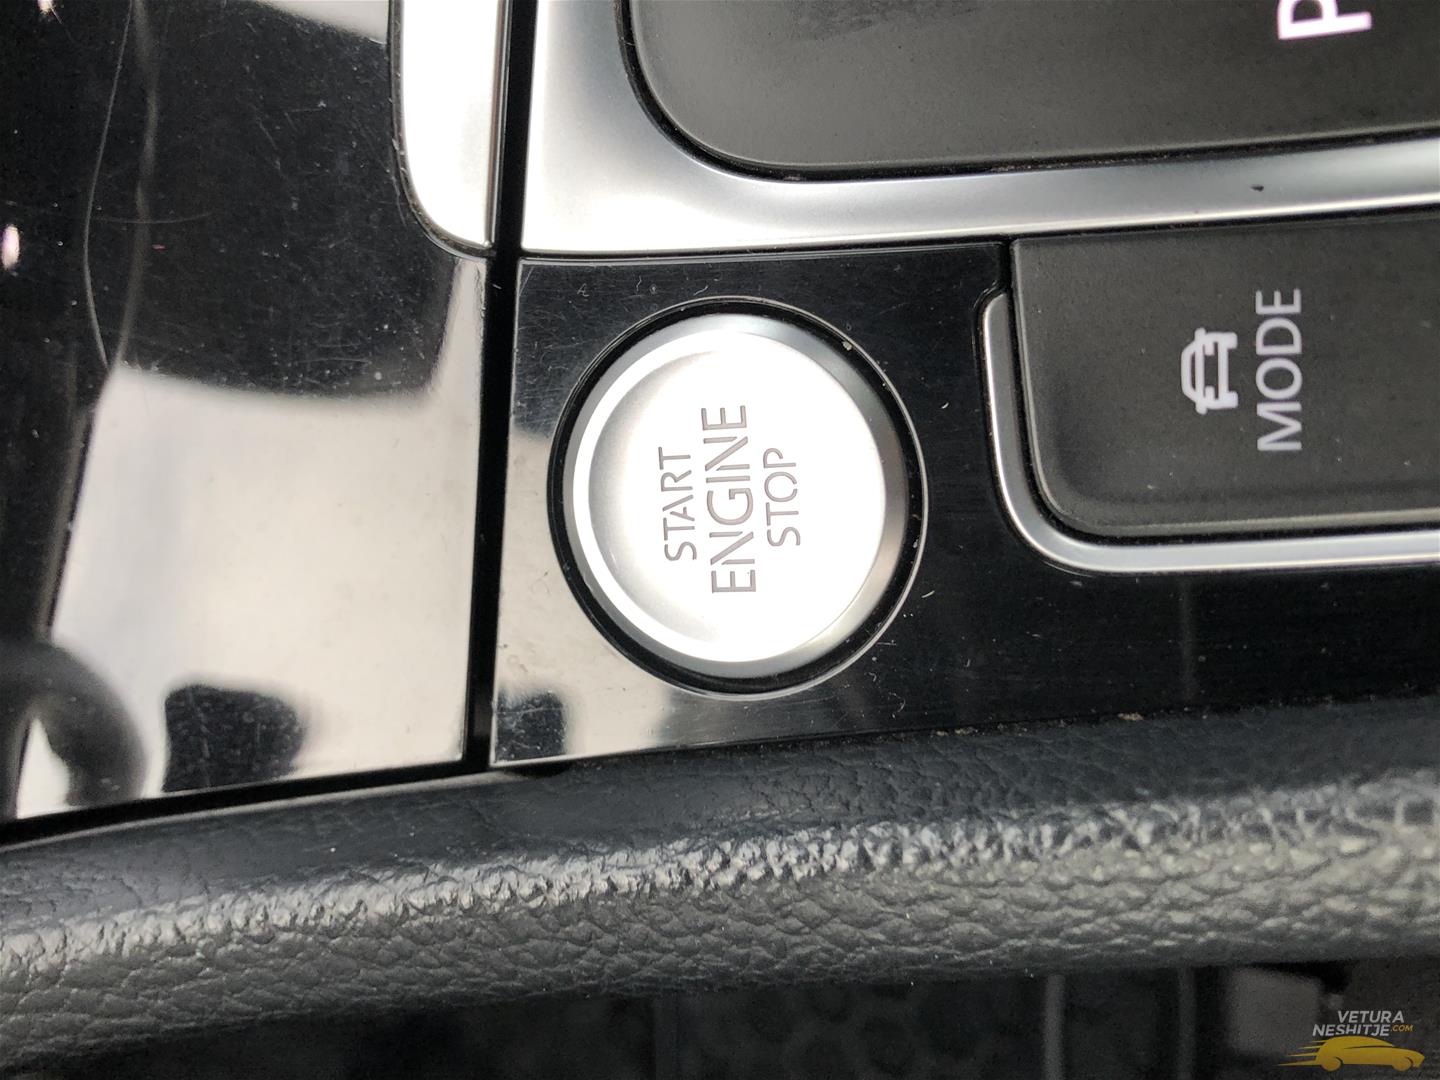 P
MODE
START
ENGINE
STOP
VETURA
NESHITJE.COM